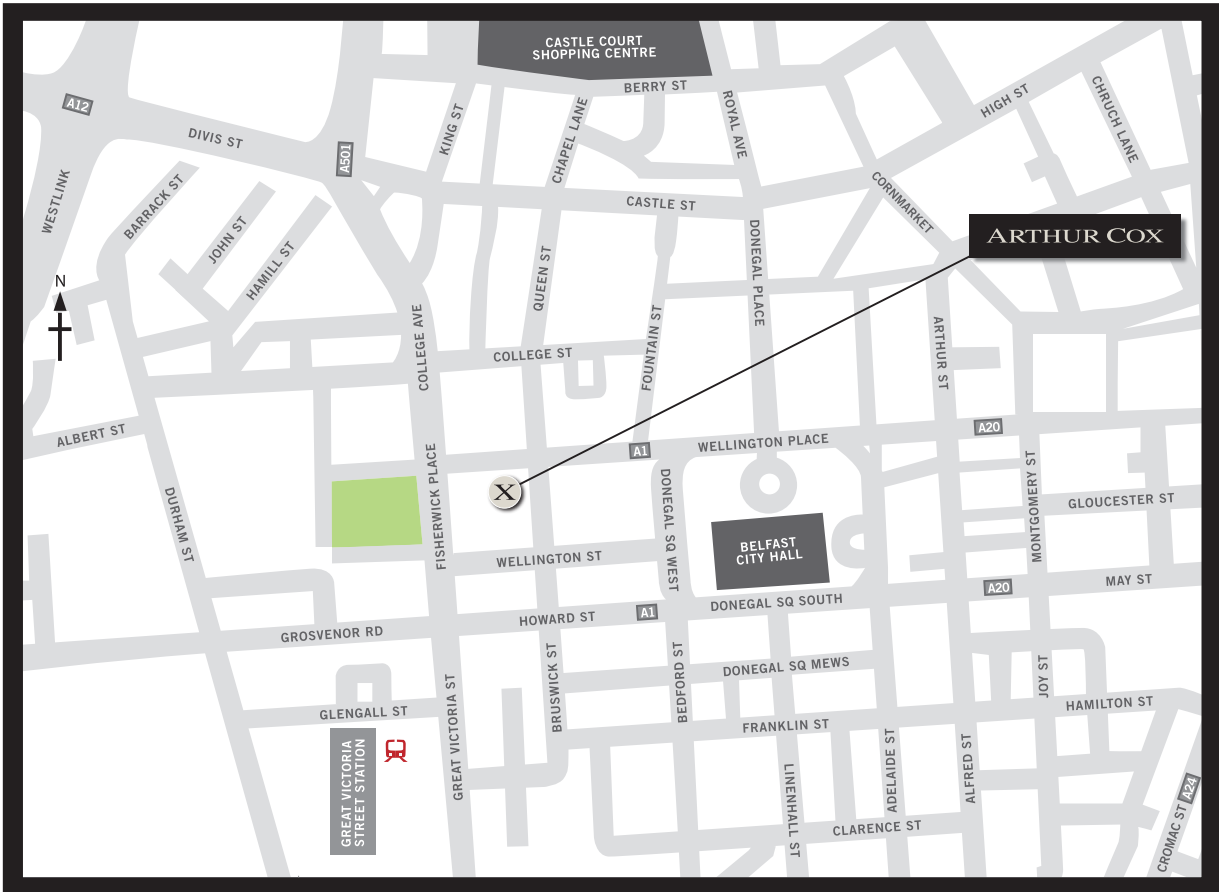 CASTLE COURT
SHOPPING CENTRE
BERRY ST
A12
DIVIS ST
A501
KING ST
CHAPEL LANE
ROYAL AVE
HIGH ST
CHRUCH LANE
WESTLINK
BARRACK ST
JOHN ST
HAMILL ST
CASTLE ST
CORNMARKET
ARTHUR COX
N
QUEEN ST
DONEGAL PLACE
COLLEGE AVE
COLLEGE ST
FOUNTAIN ST
ARTHUR ST
ALBERT ST
A1
WELLINGTON PLACE
A20
DURHAM ST
FISHERWICK PLACE
X
DONEGAL SQ WEST
BELFAST
CITY HALL
MONTGOMERY ST
GLOUCESTER ST
WELLINGTON ST
A20
MAY ST
GROSVENOR RD
HOWARD ST
A1
DONEGAL SQ SOUTH
GLENGALL ST
GREAT VICTORIA ST
BRUSWICK ST
BEDFORD ST
DONEGAL SQ MEWS
JOY ST
HAMILTON ST
FRANKLIN ST
GREAT VICTORIA
STREET STATION
LINENHALL ST
ADELAIDE ST
ALFRED ST
CLARENCE ST
CROMAC ST
A24